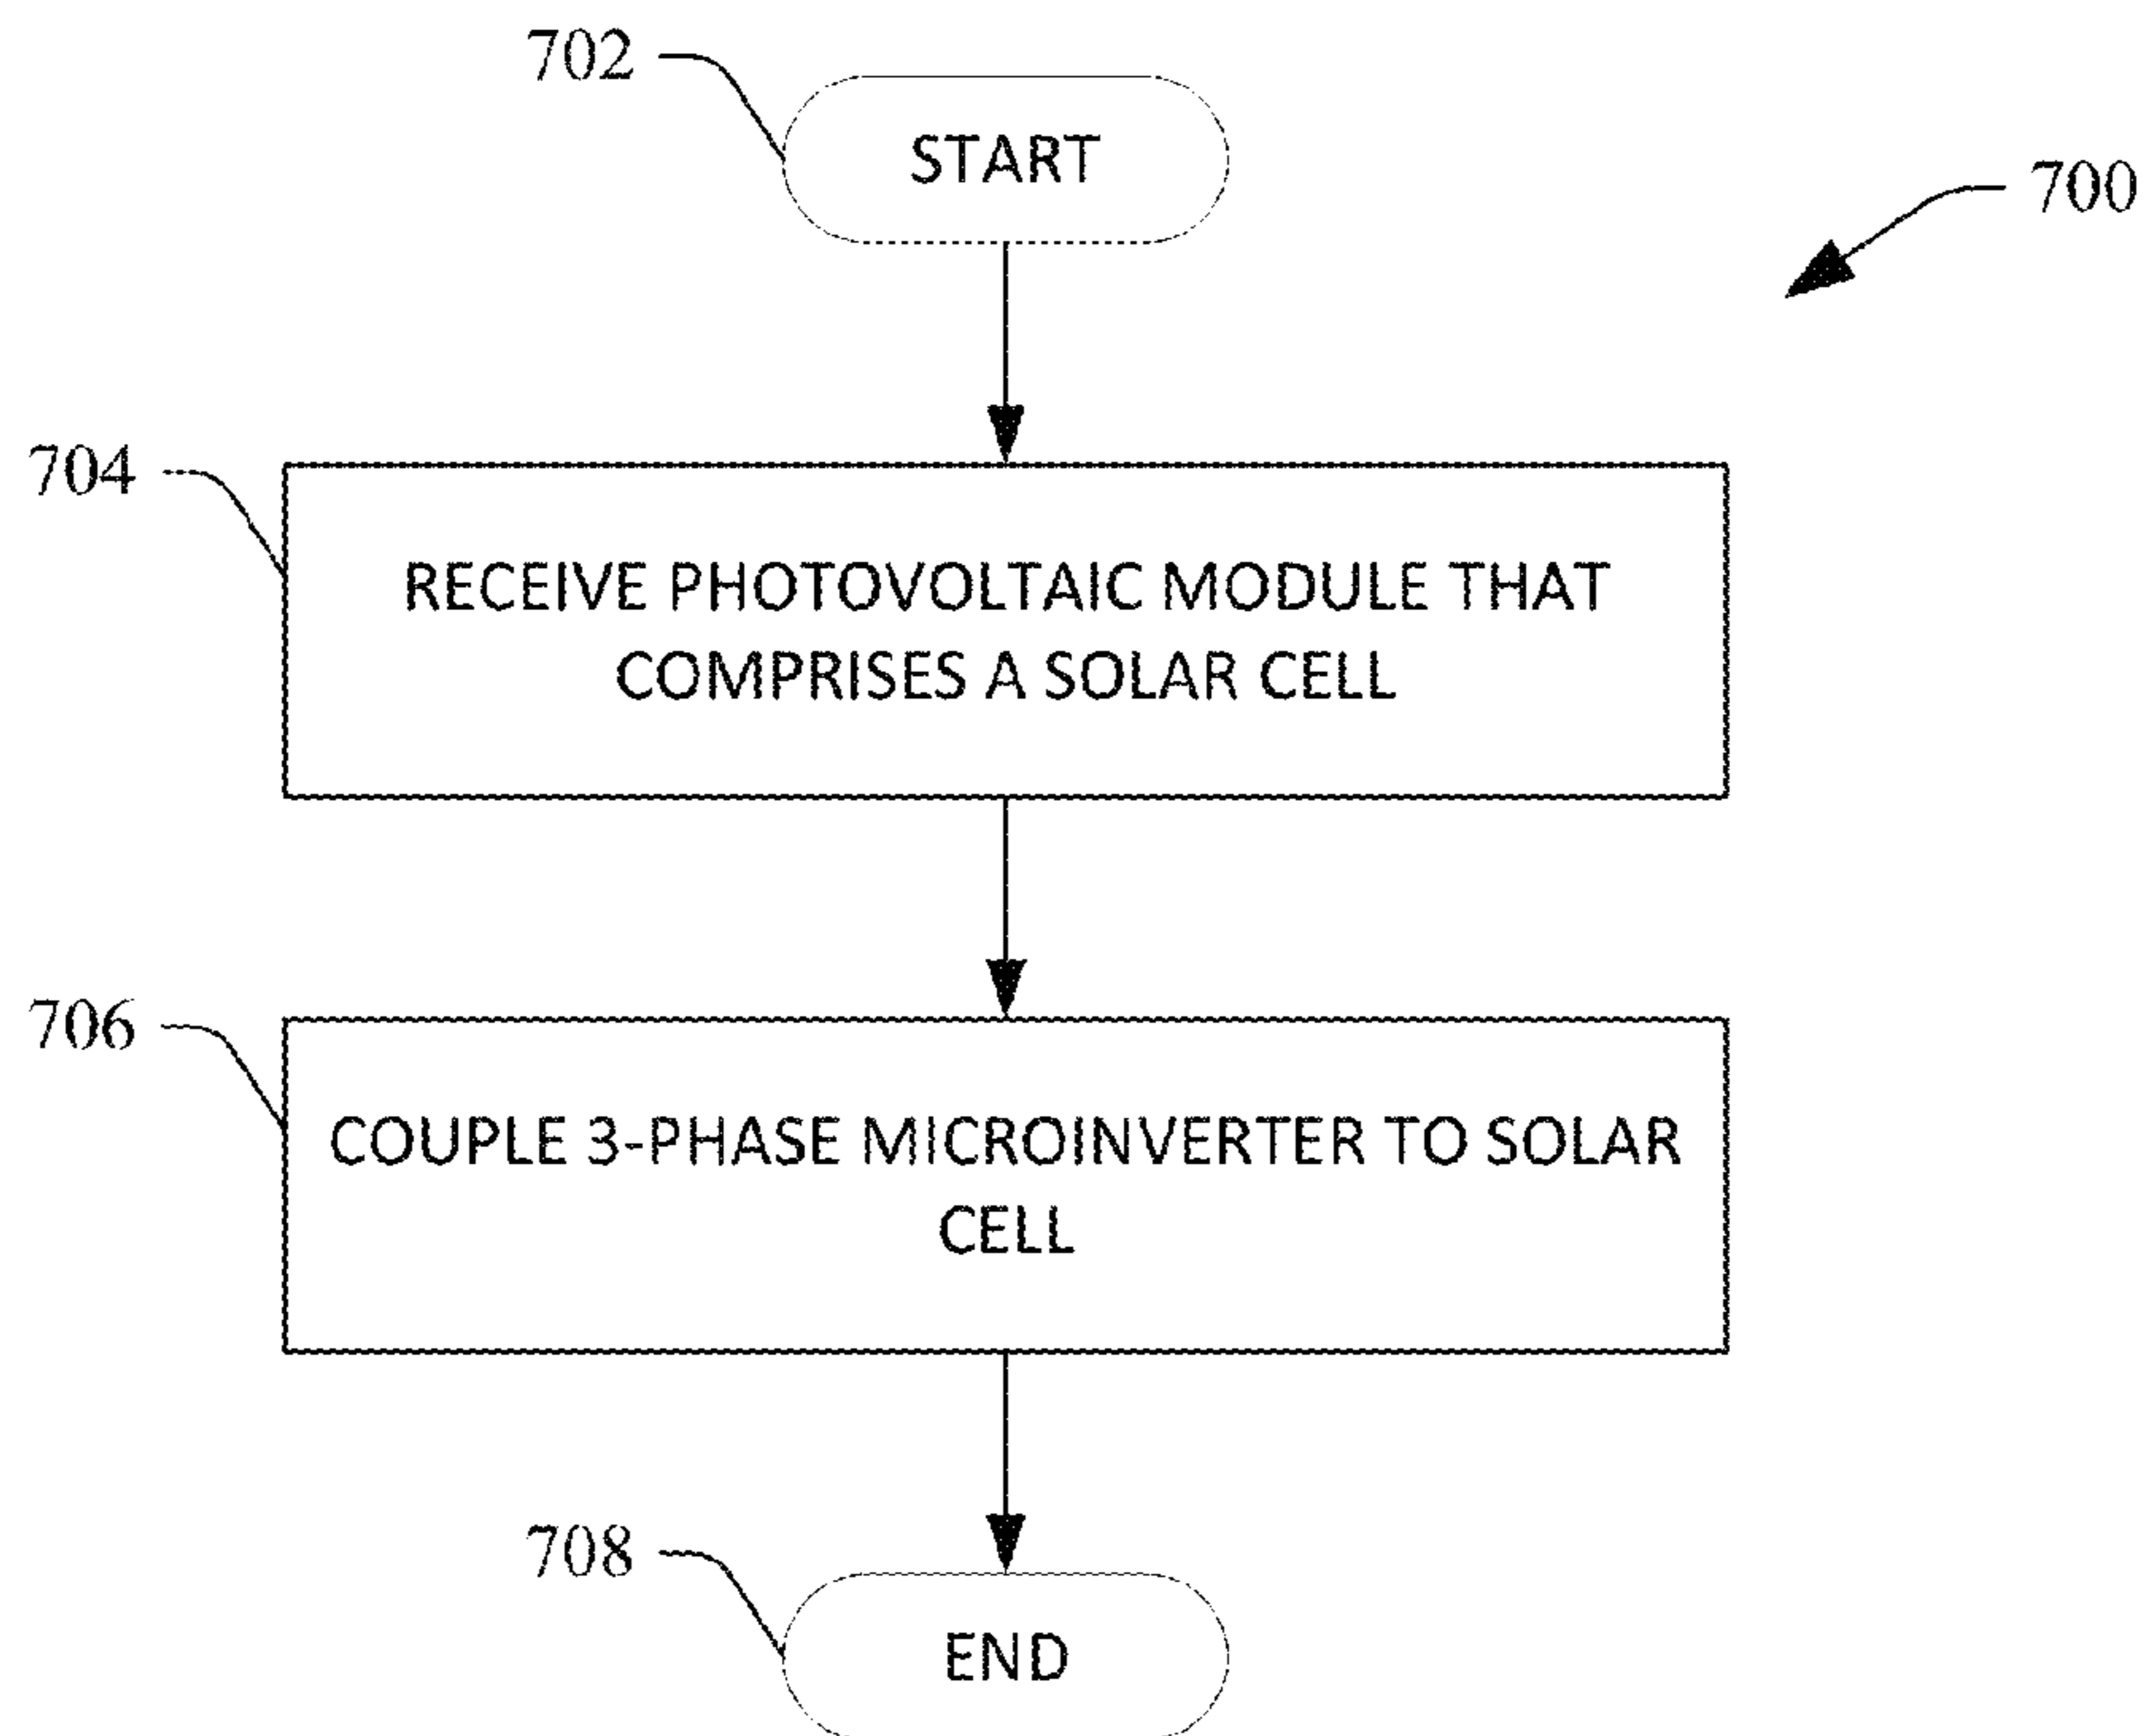 702
START
700
704
RECEIVE PHOTOVOLTAIC MODULE THAT
COMPRISES A SOLAR CELL
706
COUPLE 3-PHASE MICROINVERTER TO SOLAR
CELL
708
END